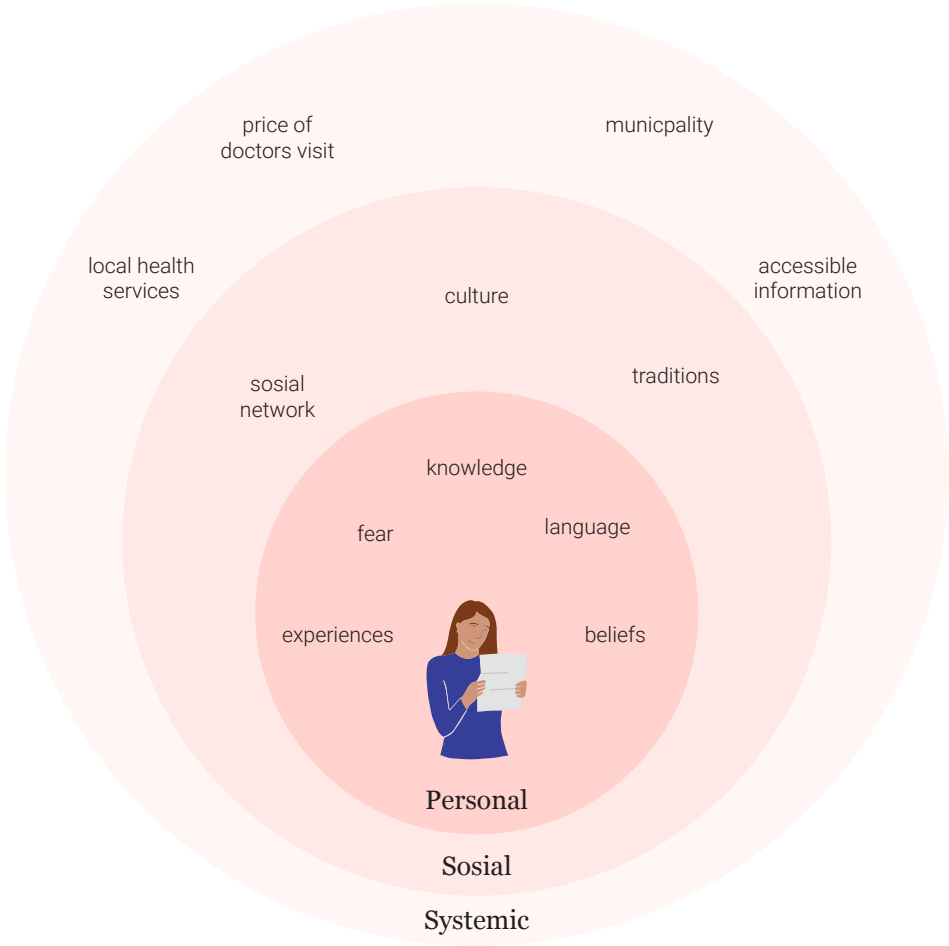 price of
doctors visit
municpality
local health
services
accessible
information
culture
traditions
sosial
network
knowledge
language
fear
experiences
beliefs
Personal
Sosial
Systemic